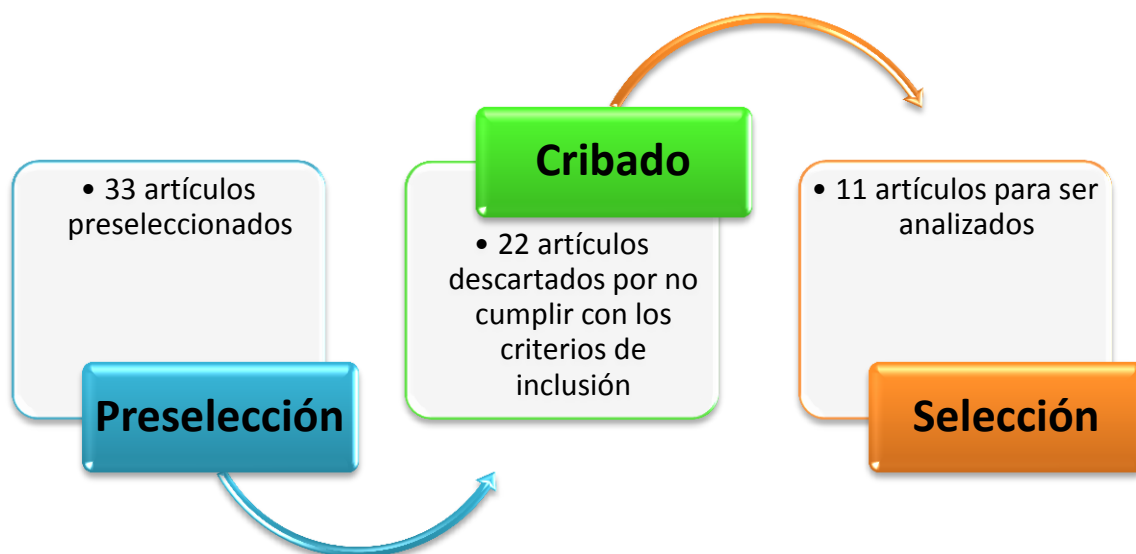 • 33 artículos
preseleccionados
Preselección
Cribado
• 22 artículos
descartados por no
cumplir con los
criterios de
inclusión
• 11 artículos para ser
analizados
Selección